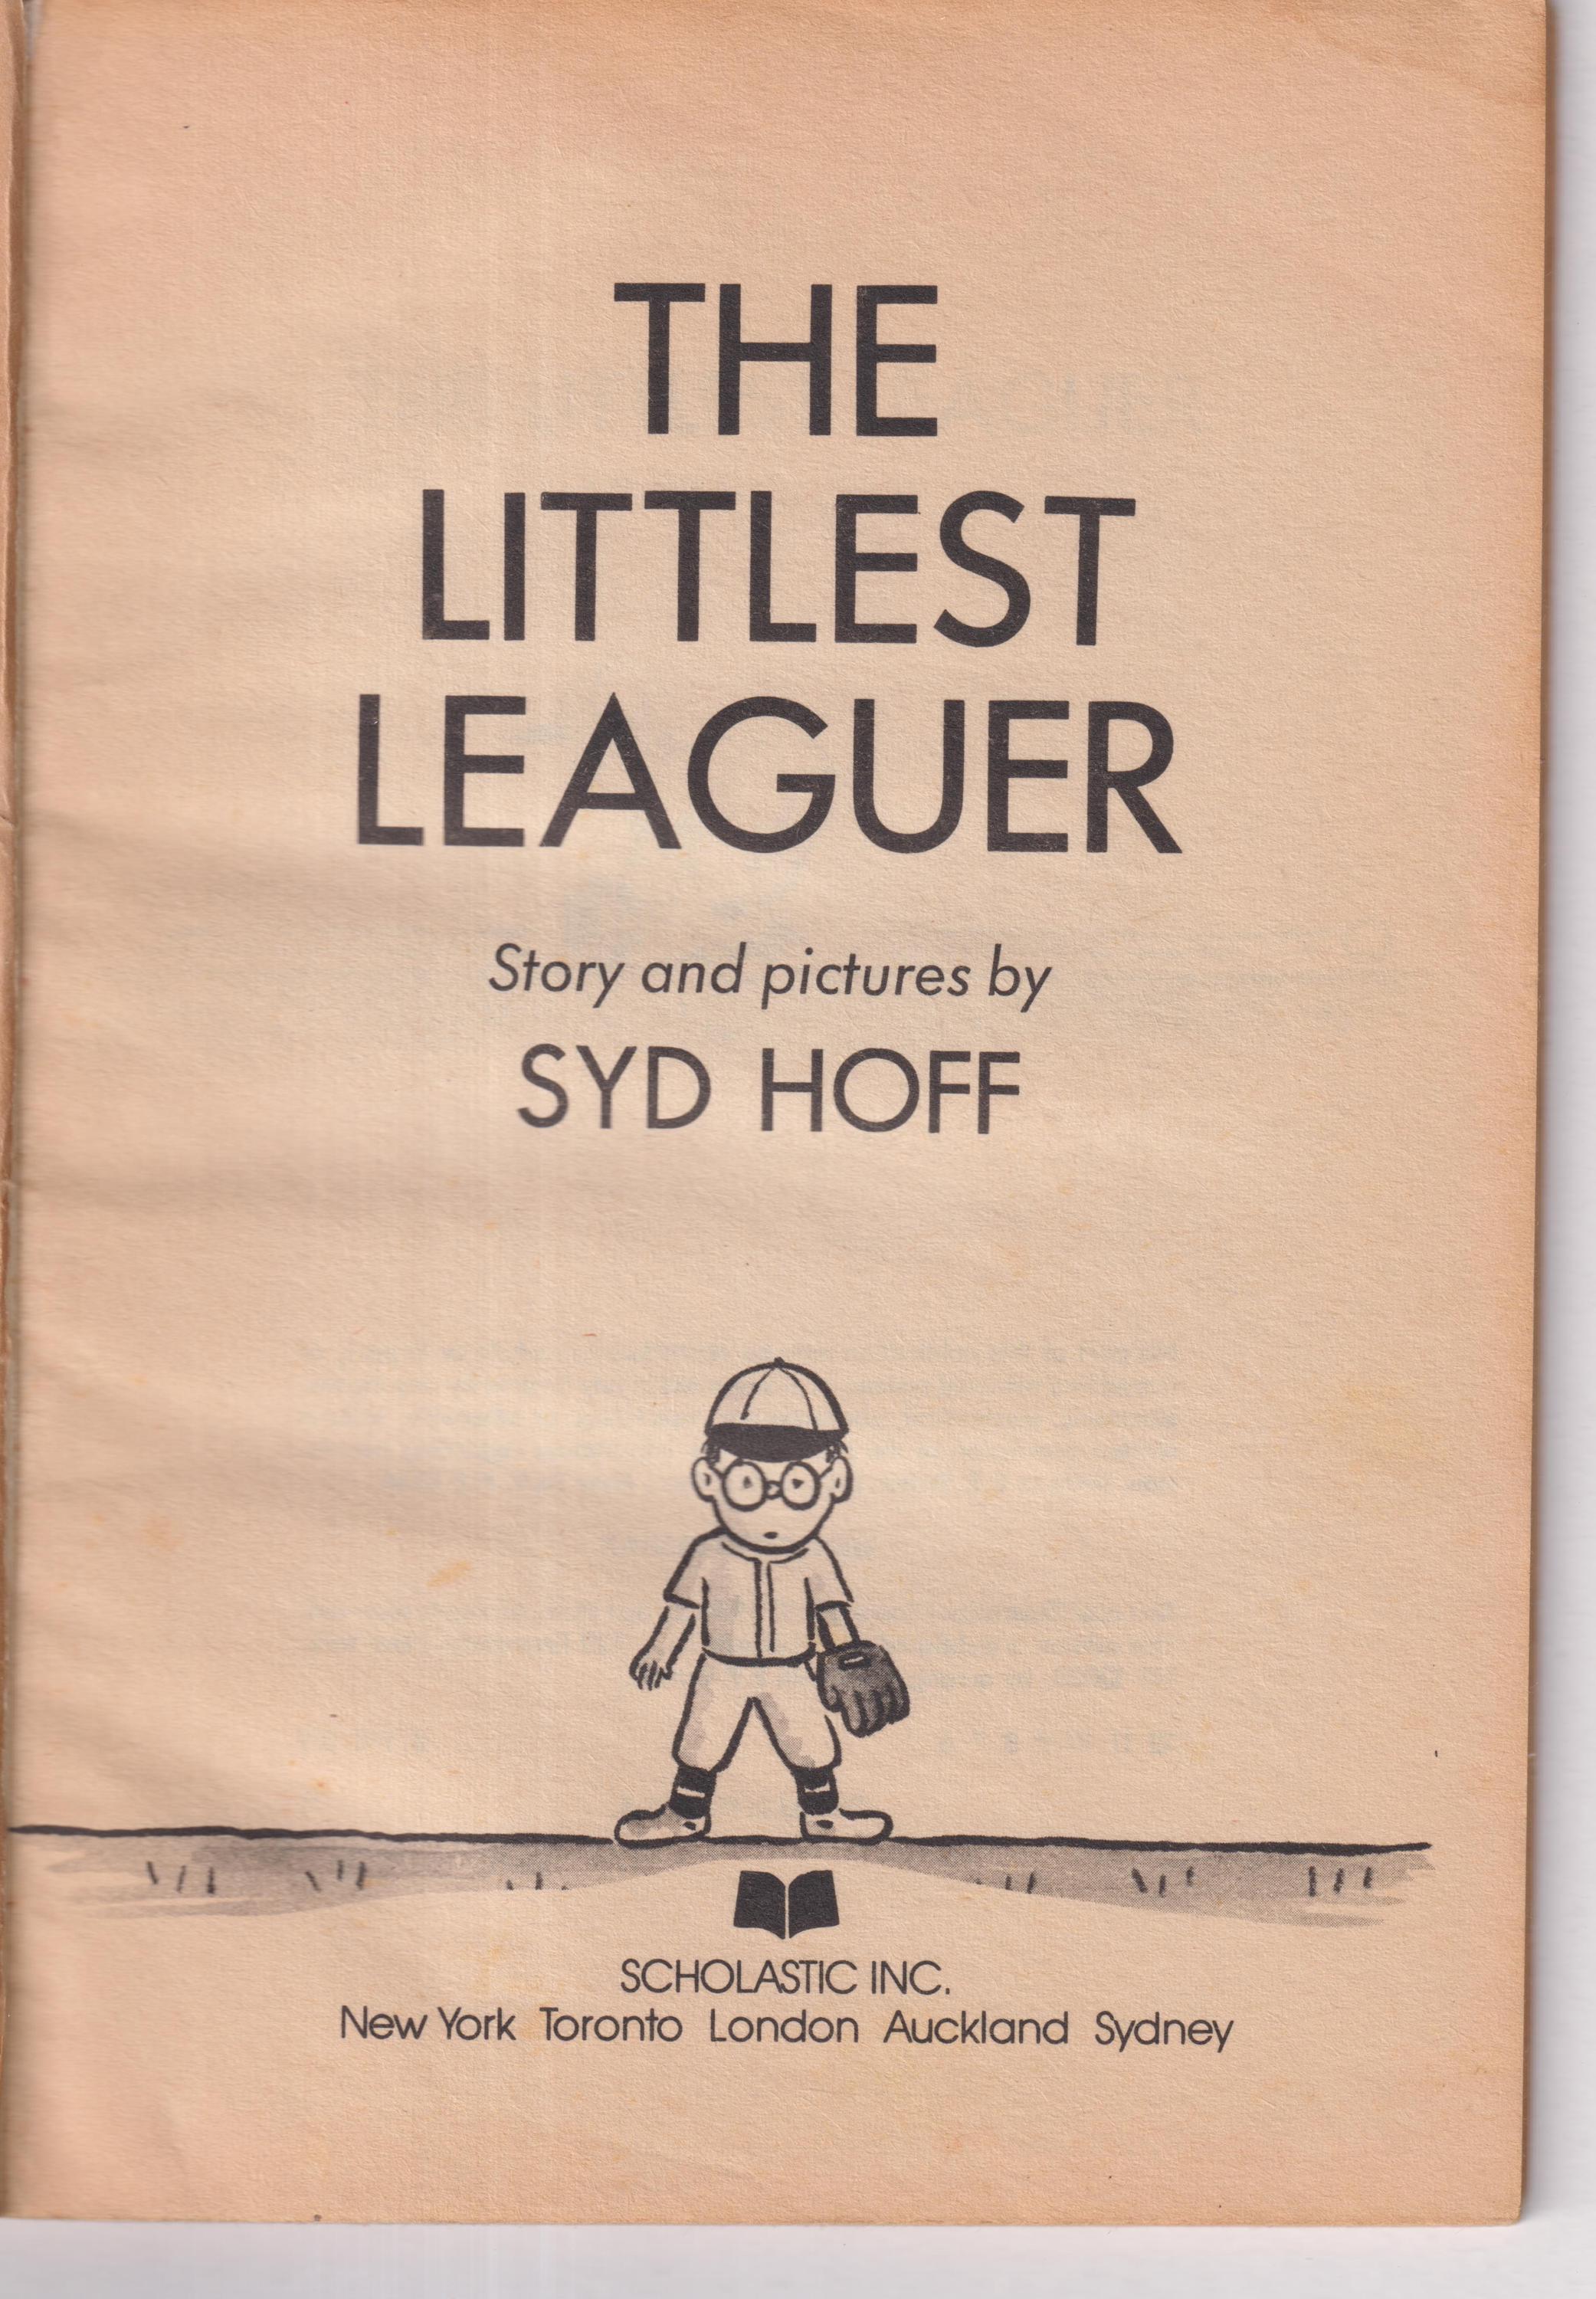 THE
LITTLEST
LEAGUER
Story and pictures by
SYD HOFF
SCHOLASTIC INC.
New York Toronto London Auckland Sydney